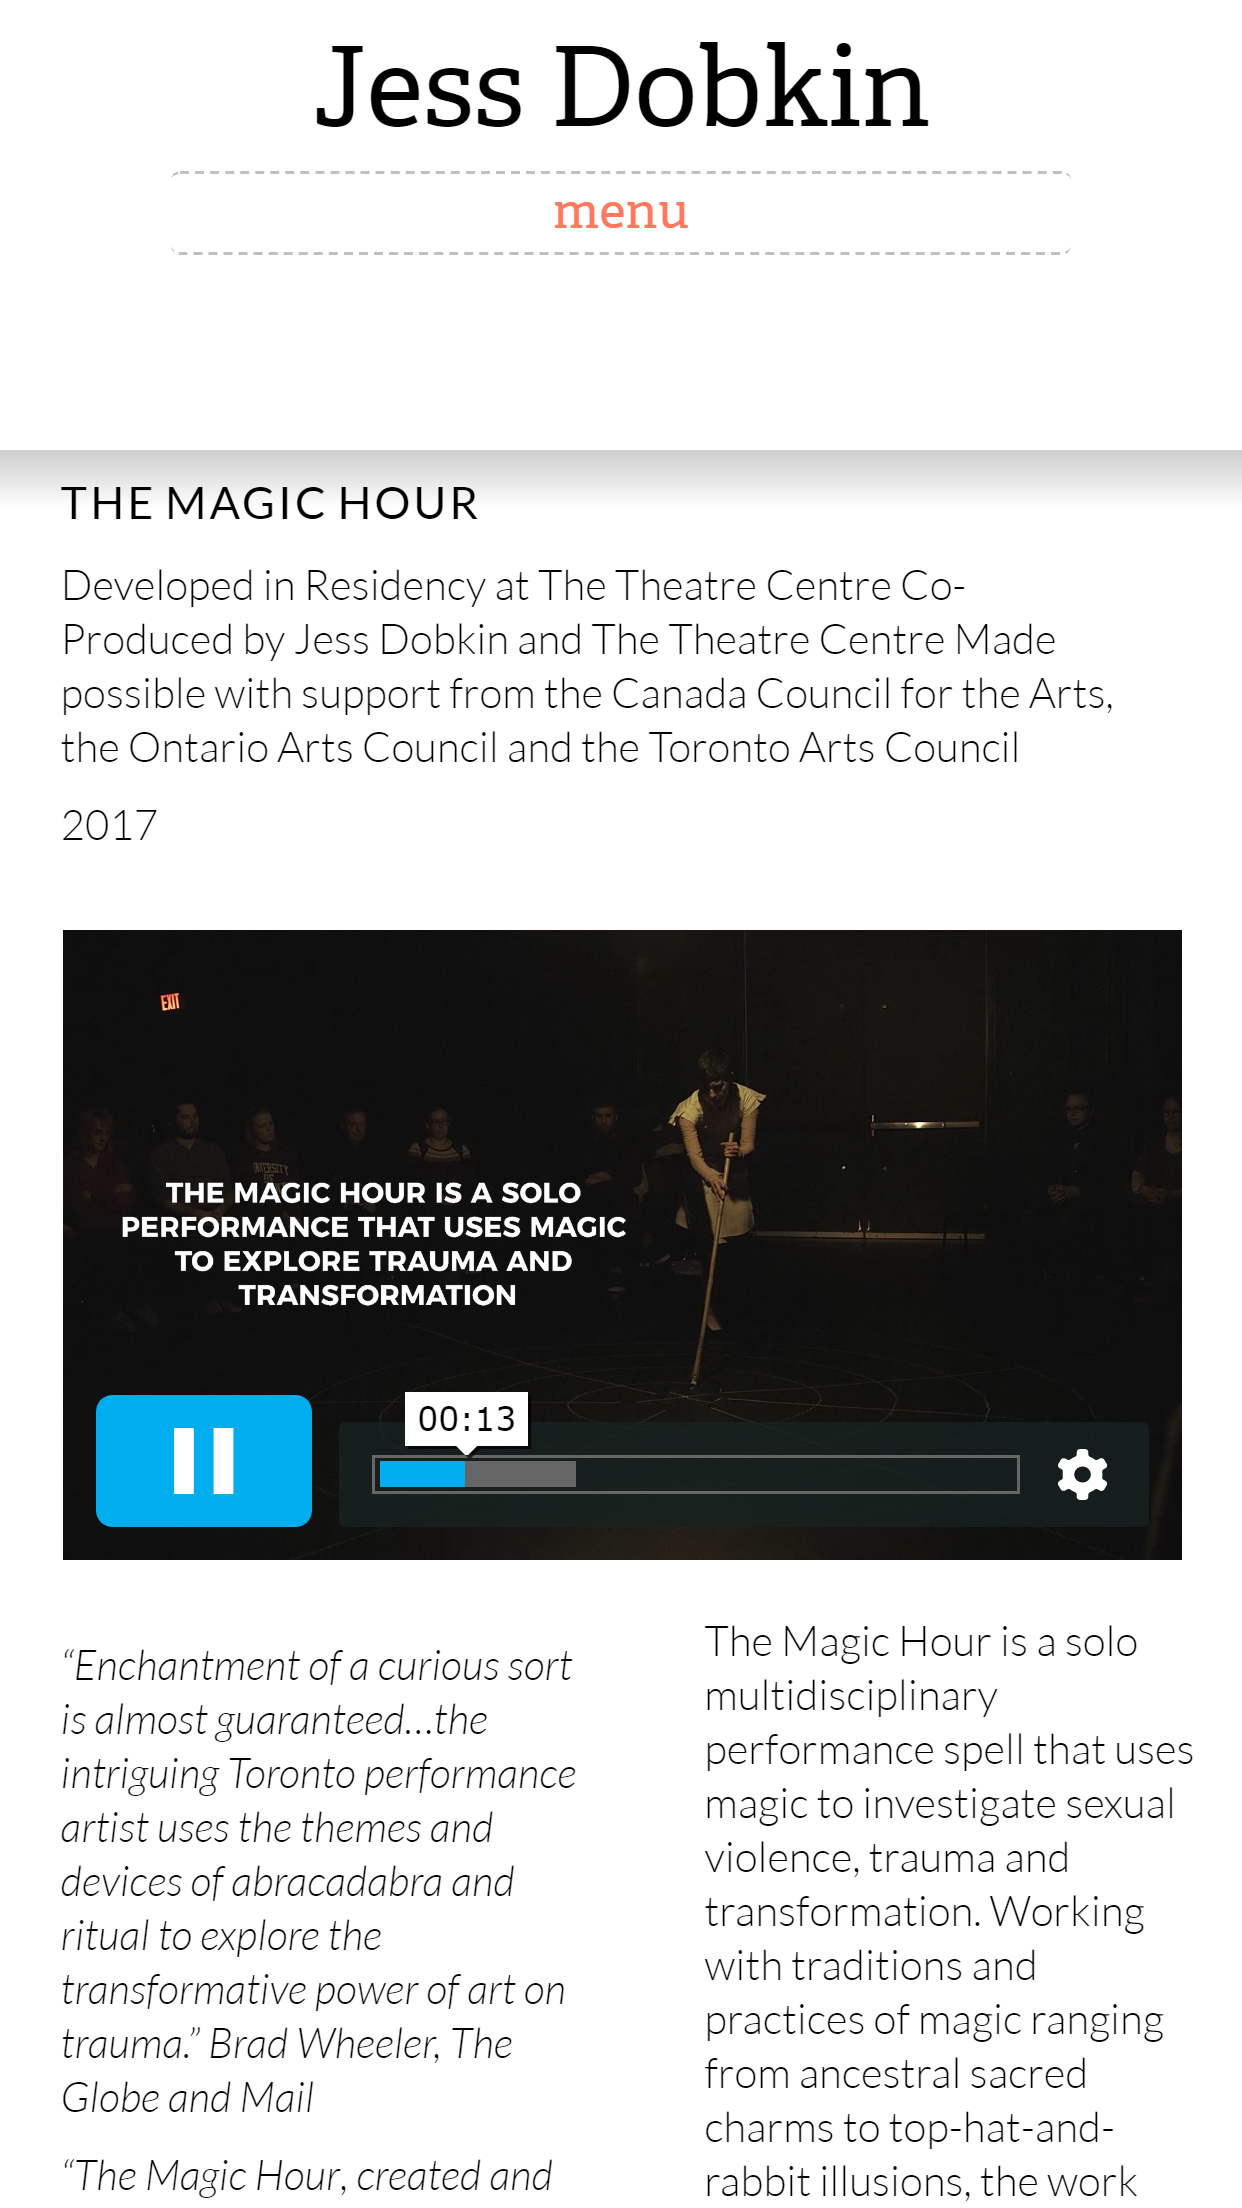 Jess Dobkin
menu
THE MAGIC HOUR
Developed in Residency at The Theatre Centre Co-
Produced by Jess Dobkin and The Theatre Centre Made
possible with support from the Canada Council for the Arts,
the Ontario Arts Council and the Toronto Arts Council
2017
EXIT
UNIVERSITY
OF
THE MAGIC HOUR IS A SOLO
PERFORMANCE THAT USES MAGIC
TO EXPLORE TRAUMA AND
TRANSFORMATION
00:13
“Enchantment of a curious sort
is almost guaranteed…the
intriguing Toronto performance
artist uses the themes and
devices of abracadabra and
ritual to explore the
transformative power of art on
trauma.” Brad Wheeler, The
Globe and Mail
“The Magic Hour, created and
The Magic Hour is a solo
multidisciplinary
performance spell that uses
magic to investigate sexual
violence, trauma and
transformation. Working
with traditions and
practices of magic ranging
from ancestral sacred
charms to top-hat-and-
rabbit illusions, the work